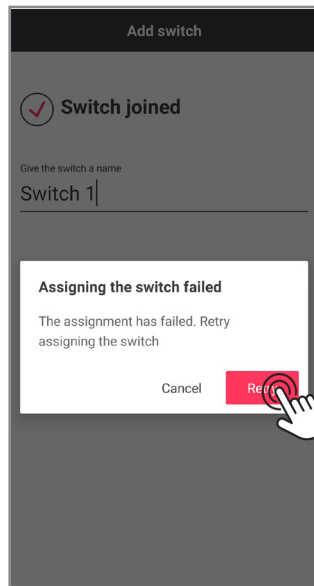 Add switch
Switch joined
Give the switch a name
Switch 1
Assigning the switch failed
The assignment has failed. Retry
assigning the switch
Cancel Retry